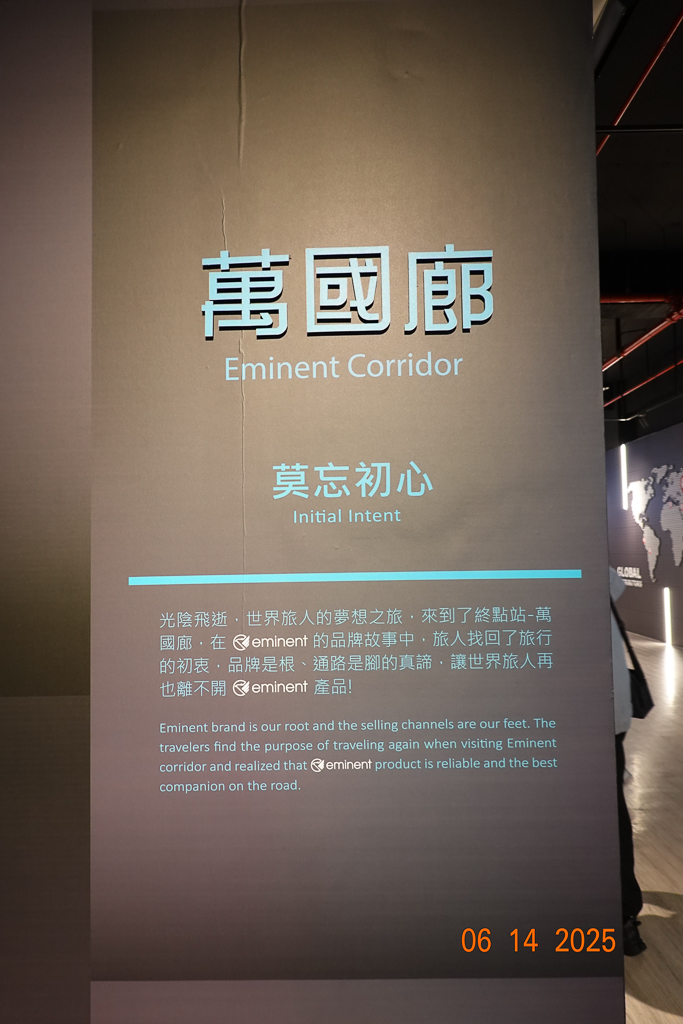 萬國廊
Eminent Corridor
莫忘初心
Initial Intent
光陰飛逝，世界旅人的夢想之旅，來到了終點站-萬
國廊，在 eminent 的品牌故事中，旅人找回了旅行
的初衷，品牌是根、通路是腳的真諦，讓世界旅人再
也離不開 eminent 產品!
Eminent brand is our root and the selling channels are our feet. The
travelers find the purpose of traveling again when visiting Eminent
corridor and realized that eminent product is reliable and the best
companion on the road.
GLOBAL
06 14 2025